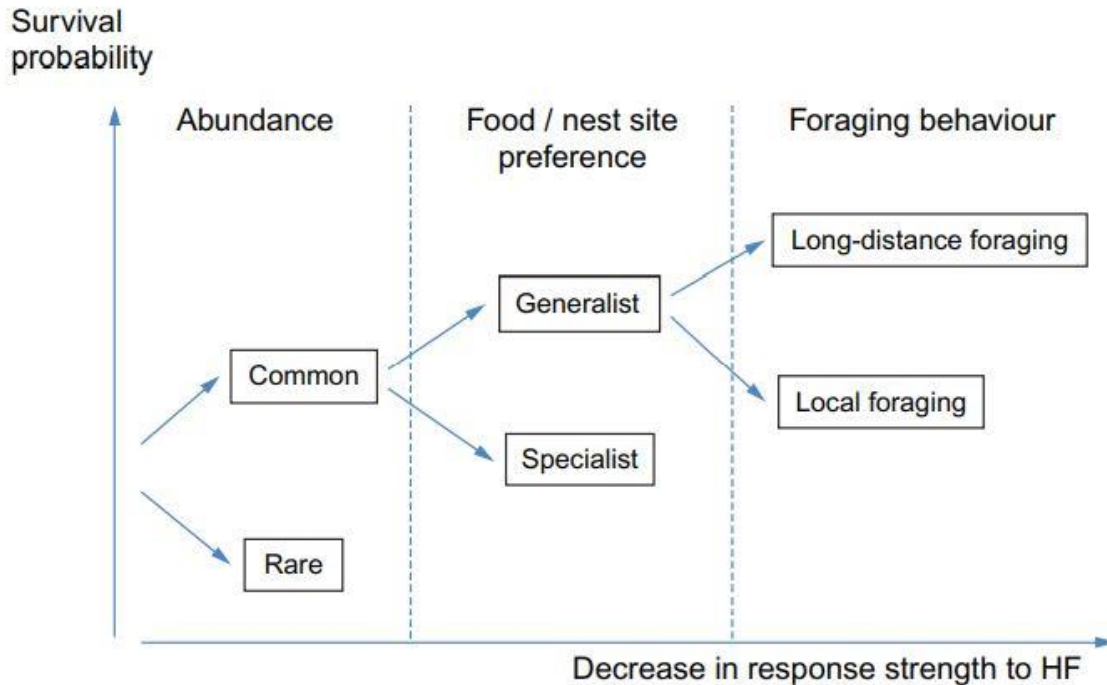 Survival
probability
Abundance
Food / nest site
preference
Foraging behaviour
Long-distance foraging
Generalist
Common
Local foraging
Specialist
Rare
Decrease in response strength to HF